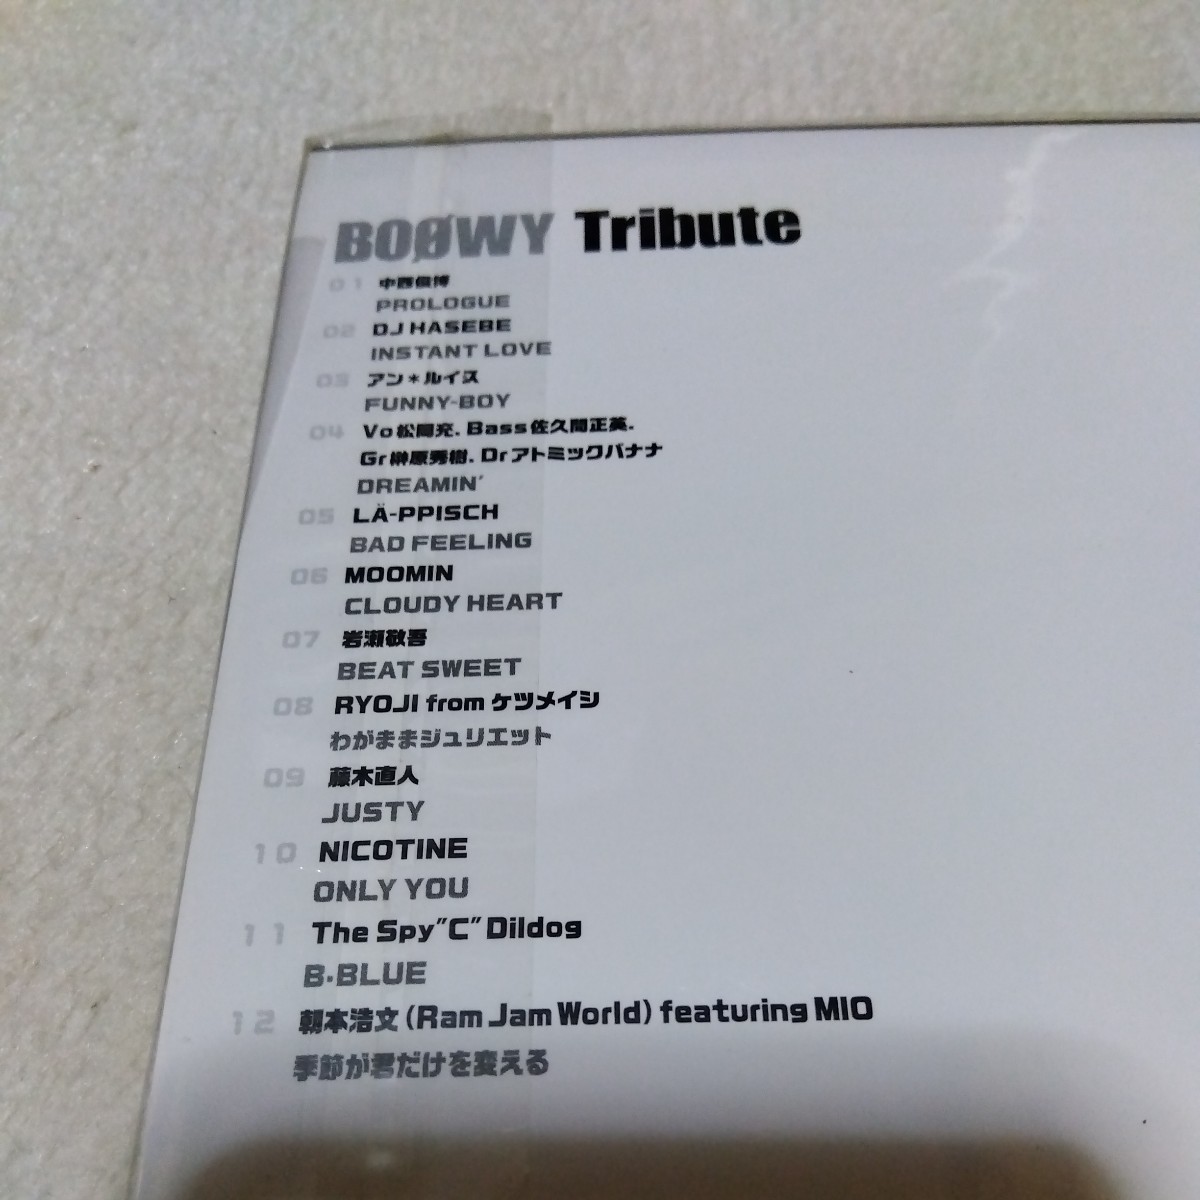 BOØWY Tribute
01 中西俊博
PROLOGUE
02 DJ HASEBE
INSTANT LOVE
03 アン*ルイス
FUNNY-BOY
04 Vo松岡充. Bass佐久間正英.
Gr榊原秀樹. Drアトミックバナナ
DREAMIN'
05 LÄ-PPISCH
BAD FEELING
06 MOOMIN
CLOUDY HEART
07 岩瀬敬吾
BEAT SWEET
08 RYOJI from ケツメイシ
わがままジュリエット
09 藤木直人
JUSTY
10 NICOTINE
ONLY YOU
11 The Spy"C"Dildog
B・BLUE
12 朝本浩文(Ram Jam World) featuring MIO
季節が君だけを変える